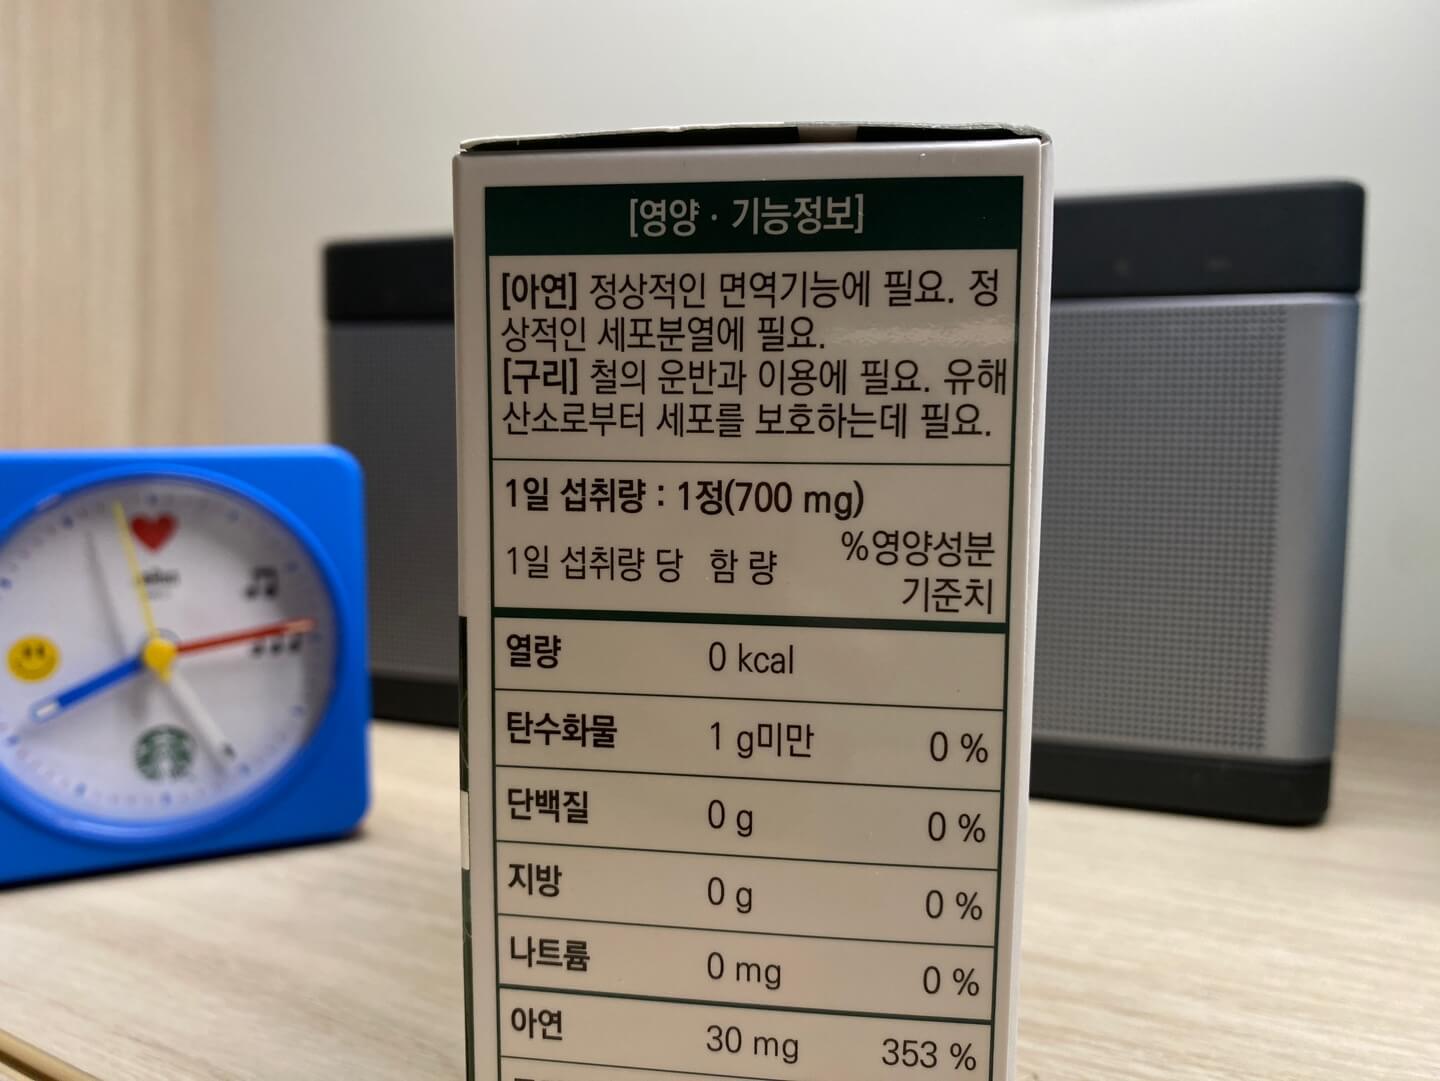 [영양 · 기능정보]
[아연] 정상적인 면역기능에 필요. 정
상적인 세포분열에 필요.
[구리] 철의 운반과 이용에 필요. 유해
산소로부터 세포를 보호하는데 필요.
1일 섭취량 : 1정(700 mg)
1일 섭취량 당 함 량 %영양성분
기준치
열량 0 kcal
탄수화물 1 g미만 0 %
단백질 0 g 0 %
지방 0 g 0 %
나트륨 0 mg 0 %
아연 30 mg 353 %